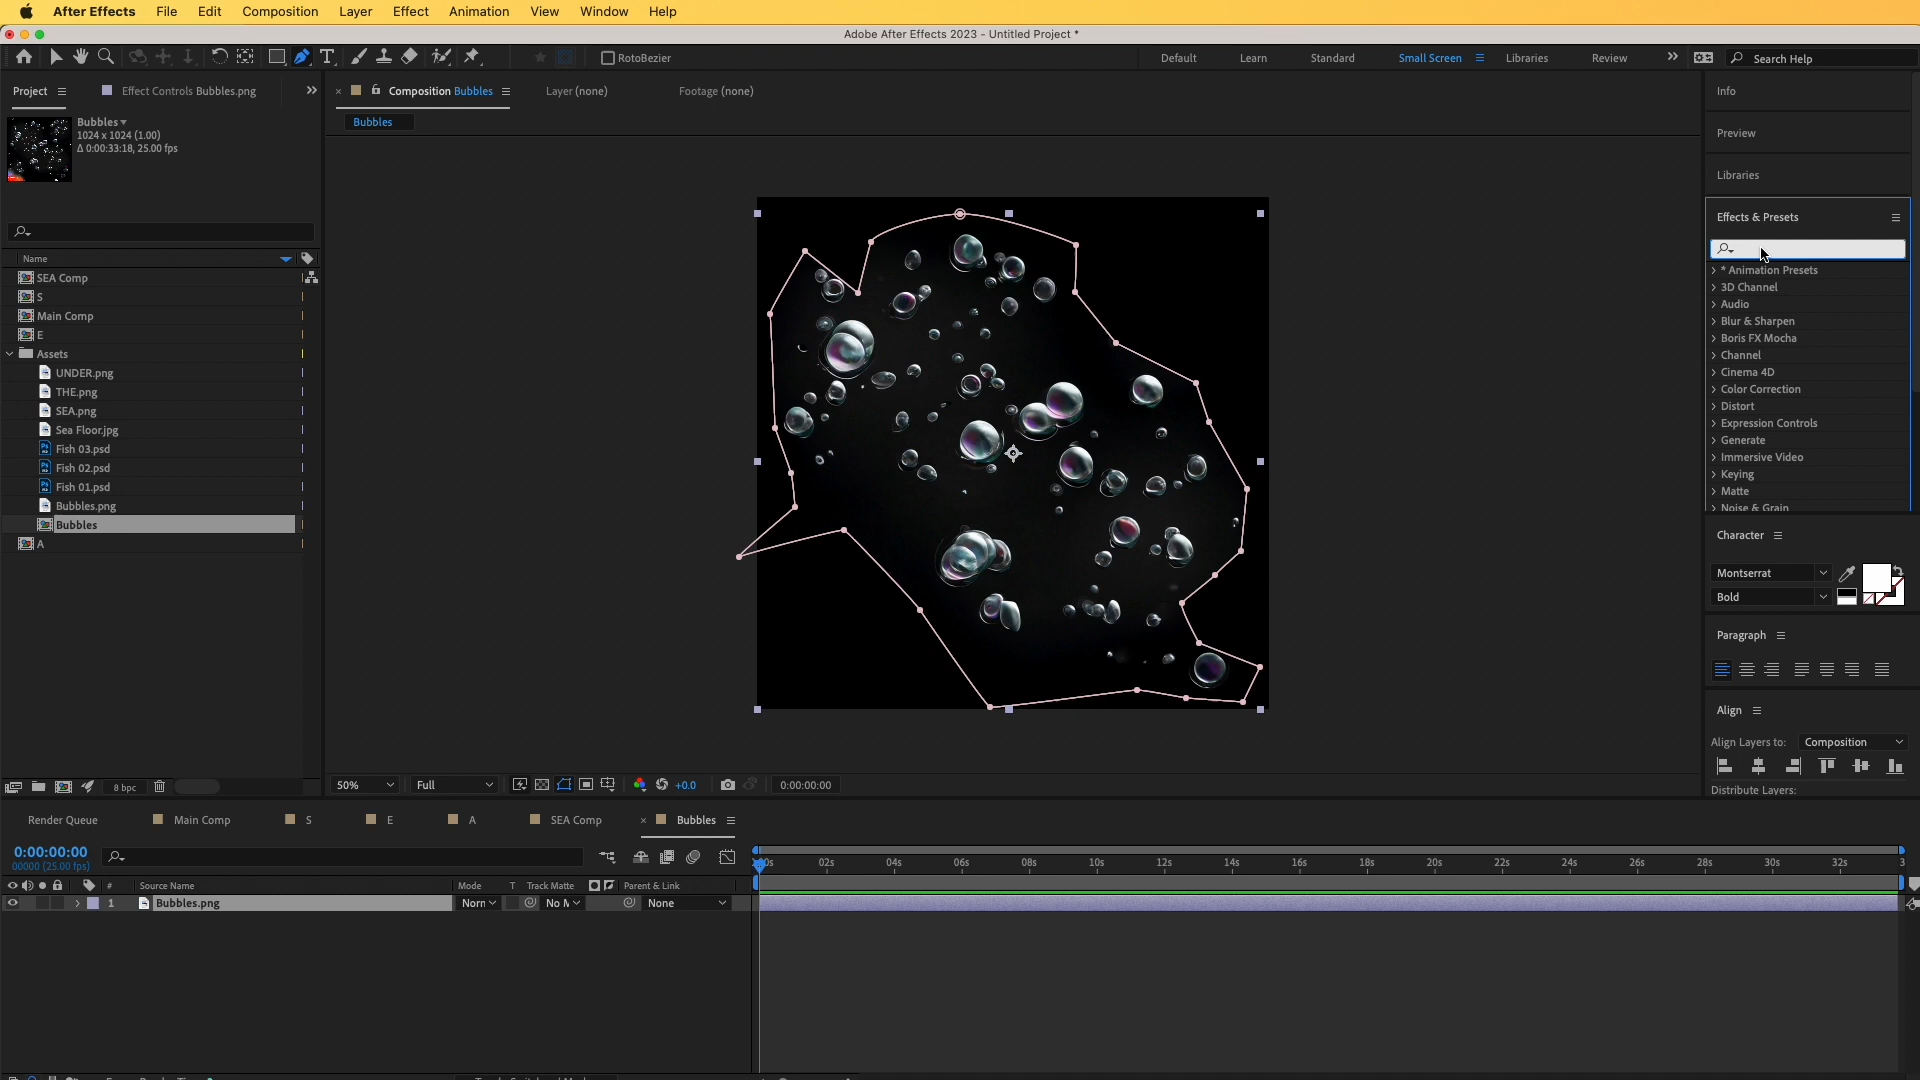 After Effects File Edit Composition Layer Effect Animation View Window Help
Adobe After Effects 2023 - Untitled Project *
RotoBezier Default Learn Standard Small Screen Libraries Review Search Help
Project Effect Controls Bubbles.png
Composition Bubbles Layer (none) Footage (none)
Bubbles
Bubbles
1024 x 1024 (1.00)
Δ 0:00:33:18, 25.00 fps
Name
SEA Comp
S
Main Comp
E
Assets
UNDER.png
THE.png
SEA.png
Sea Floor.jpg
Fish 03.psd
Fish 02.psd
Fish 01.psd
Bubbles.png
Bubbles
A
8 bpc
50% Full +0.0 0:00:00:00
Info
Preview
Libraries
Effects & Presets
* Animation Presets
3D Channel
Audio
Blur & Sharpen
Boris FX Mocha
Channel
Cinema 4D
Color Correction
Distort
Expression Controls
Generate
Immersive Video
Keying
Matte
Noise & Grain
Character
Montserrat
Bold
Paragraph
Align
Align Layers to: Composition
Distribute Layers:
Render Queue Main Comp S E A SEA Comp Bubbles
0:00:00:00
00000 (25.00 fps)
02s 04s 06s 08s 10s 12s 14s 16s 18s 20s 22s 24s 26s 28s 30s 32s
# Source Name Mode T Track Matte Parent & Link
1 Bubbles.png Norn No M None